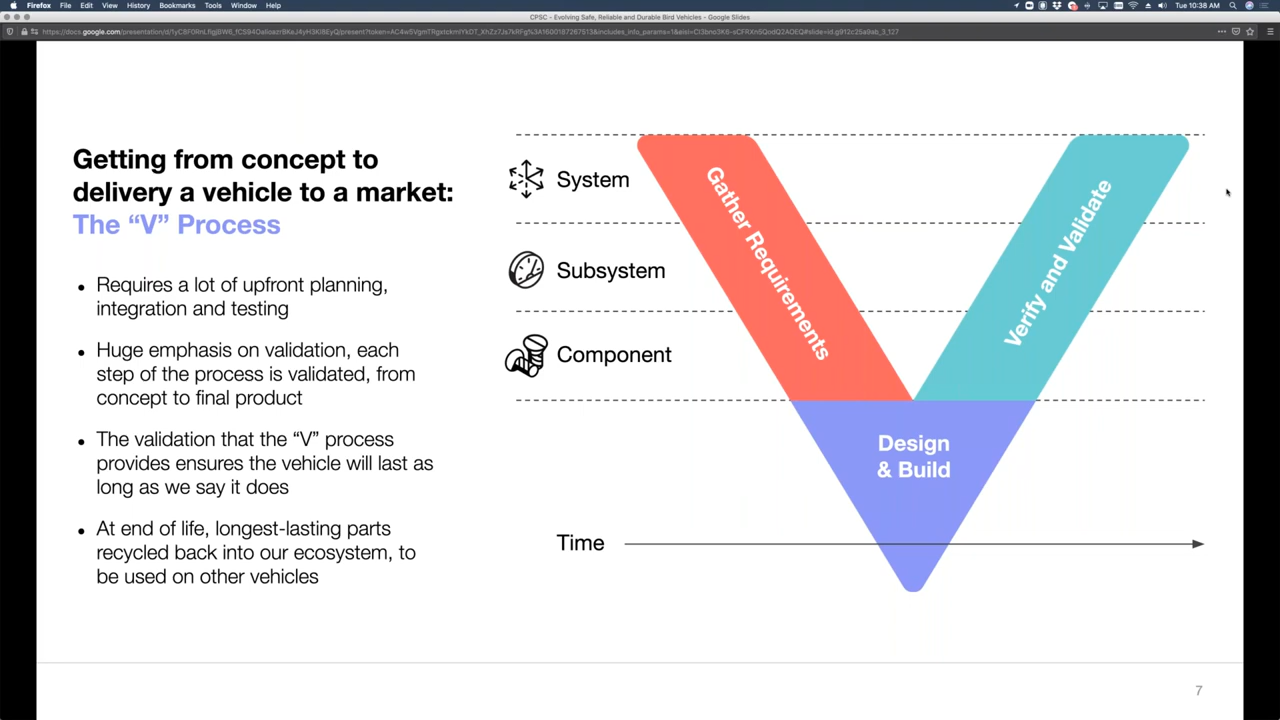 Firefox File Edit View History Bookmarks Tools Window Help
Tue 10:38 AM
CPSC - Evolving Safe, Reliable and Durable Bird Vehicles - Google Slides
Getting from concept to
delivery a vehicle to a market:
The “V” Process
• Requires a lot of upfront planning,
integration and testing
• Huge emphasis on validation, each
step of the process is validated, from
concept to final product
• The validation that the “V” process
provides ensures the vehicle will last as
long as we say it does
• At end of life, longest-lasting parts
recycled back into our ecosystem, to
be used on other vehicles
System
Subsystem
Component
Gather Requirements
Verify and Validate
Design
& Build
Time
7